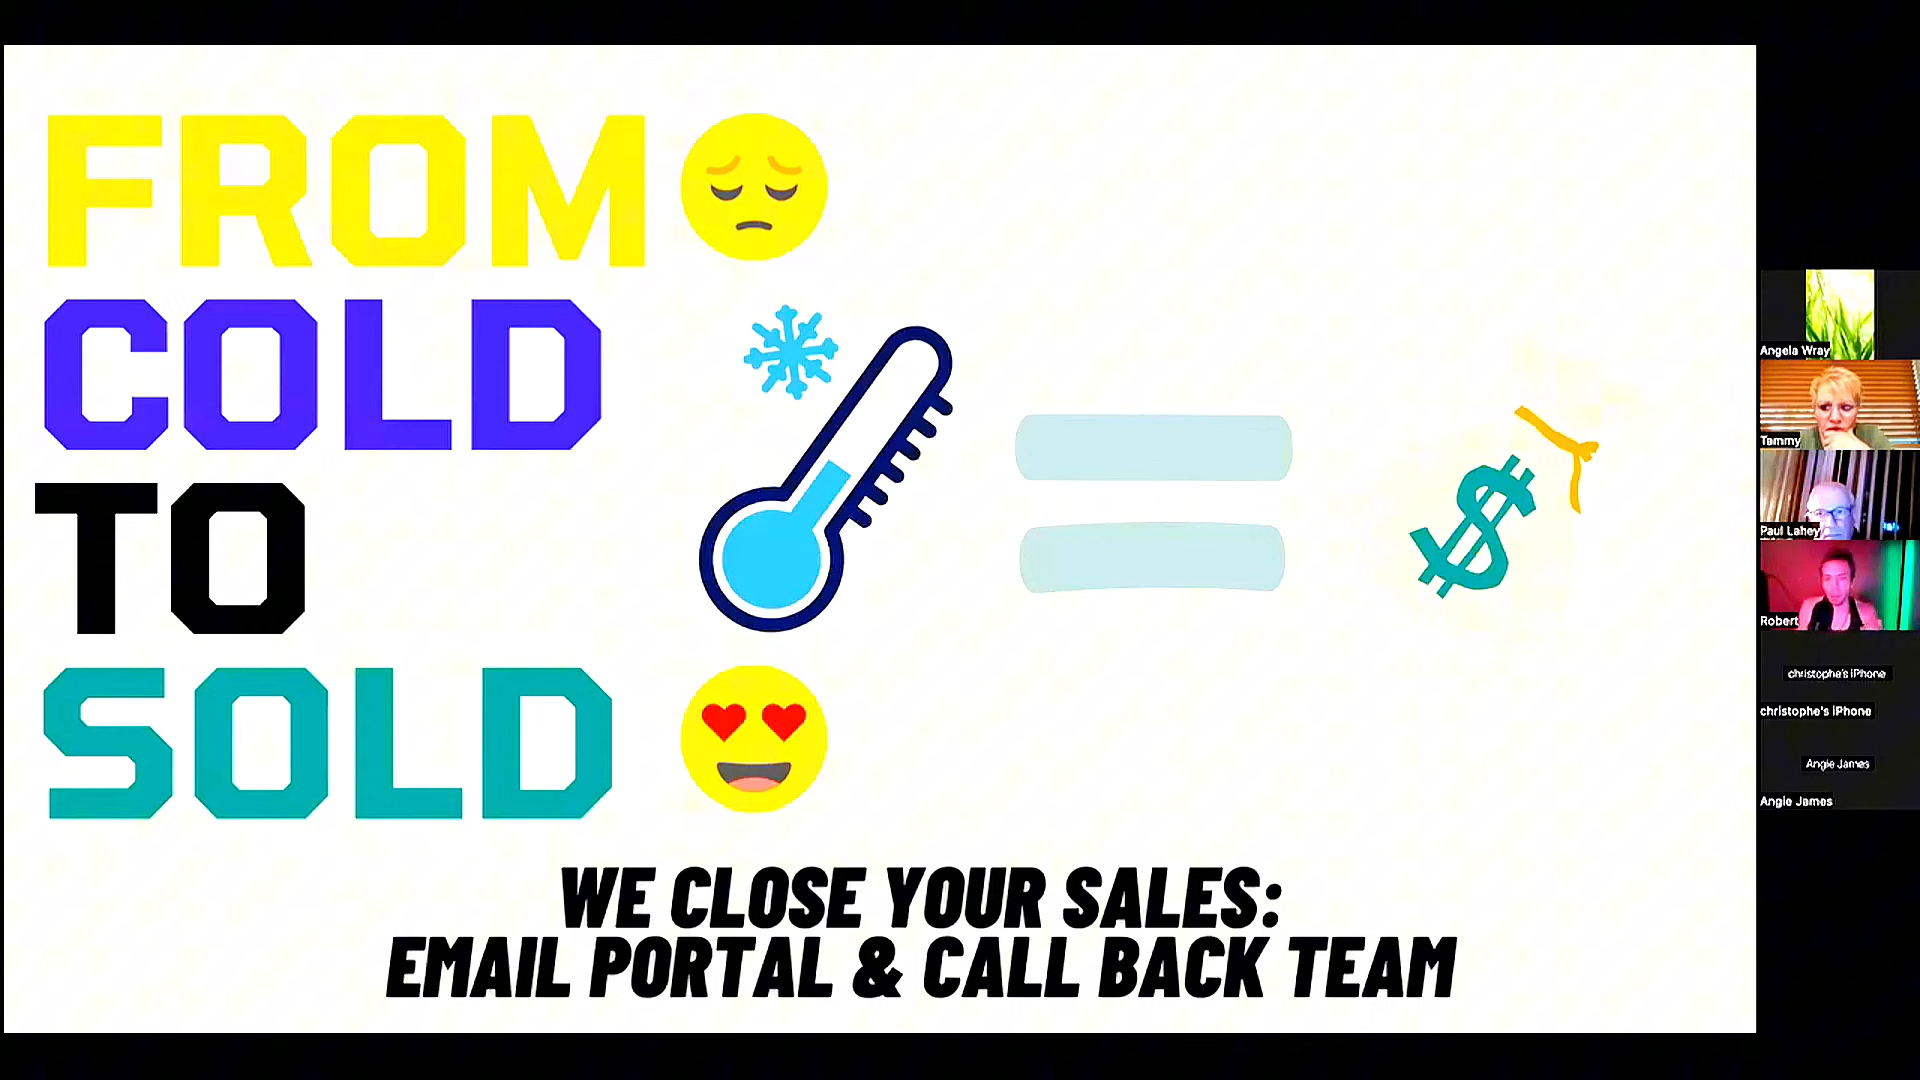 FROM
COLD
TO
SOLD
$
WE CLOSE YOUR SALES:
EMAIL PORTAL & CALL BACK TEAM
Angela Wray
Tammy
Paul Lahey
Robert
christophe's iPhone
christophe's iPhone
Angie James
Angie James